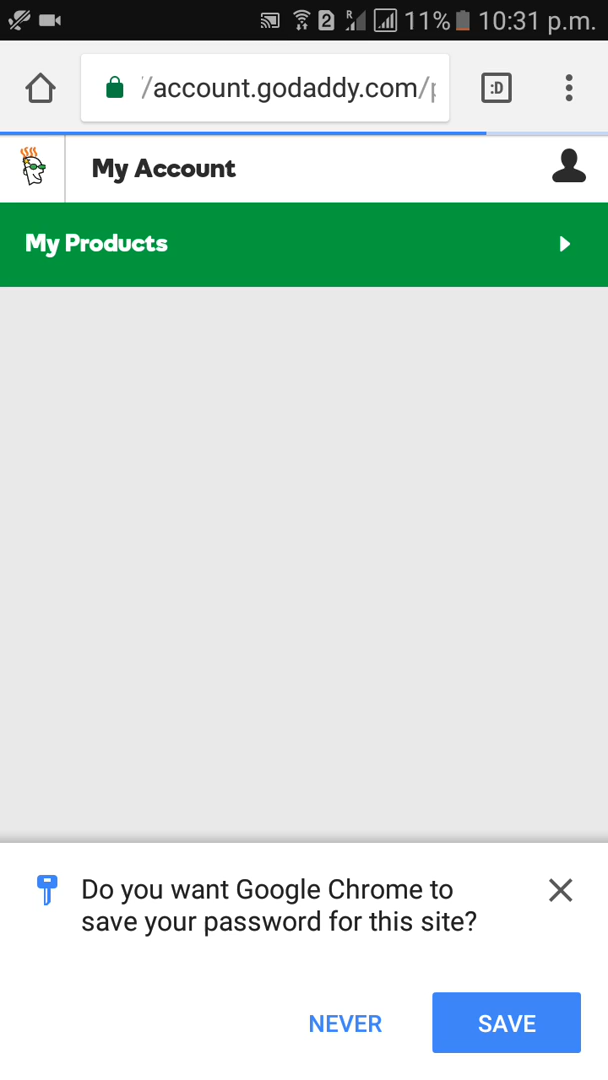 2 R 11% 10:31 p.m.
/account.godaddy.com/p :D
My Account
My Products
Do you want Google Chrome to
save your password for this site?
NEVER SAVE